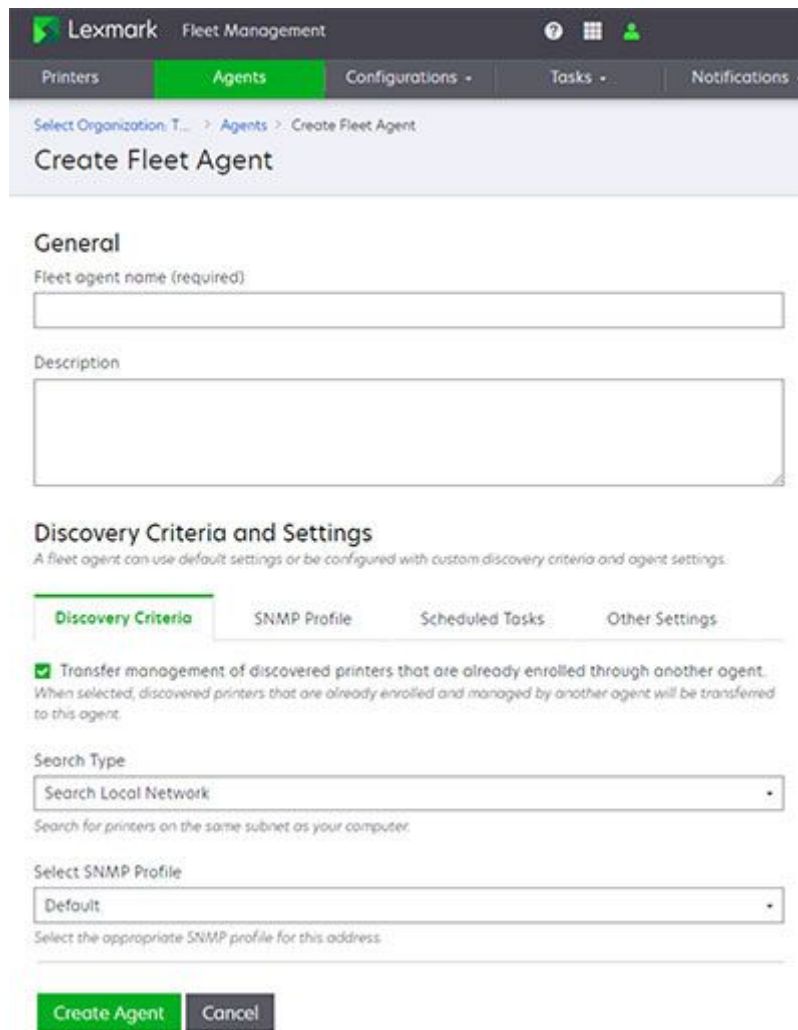 Lexmark Fleet Management
Printers Agents Configurations Tasks Notifications
Select Organization: T... > Agents > Create Fleet Agent
Create Fleet Agent
General
Fleet agent name (required)
Description
Discovery Criteria and Settings
A fleet agent can use default settings or be configured with custom discovery criteria and agent settings.
Discovery Criteria SNMP Profile Scheduled Tasks Other Settings
Transfer management of discovered printers that are already enrolled through another agent.
When selected, discovered printers that are already enrolled and managed by another agent will be transferred
to this agent.
Search Type
Search Local Network
Search for printers on the same subnet as your computer.
Select SNMP Profile
Default
Select the appropriate SNMP profile for this address.
Create Agent Cancel